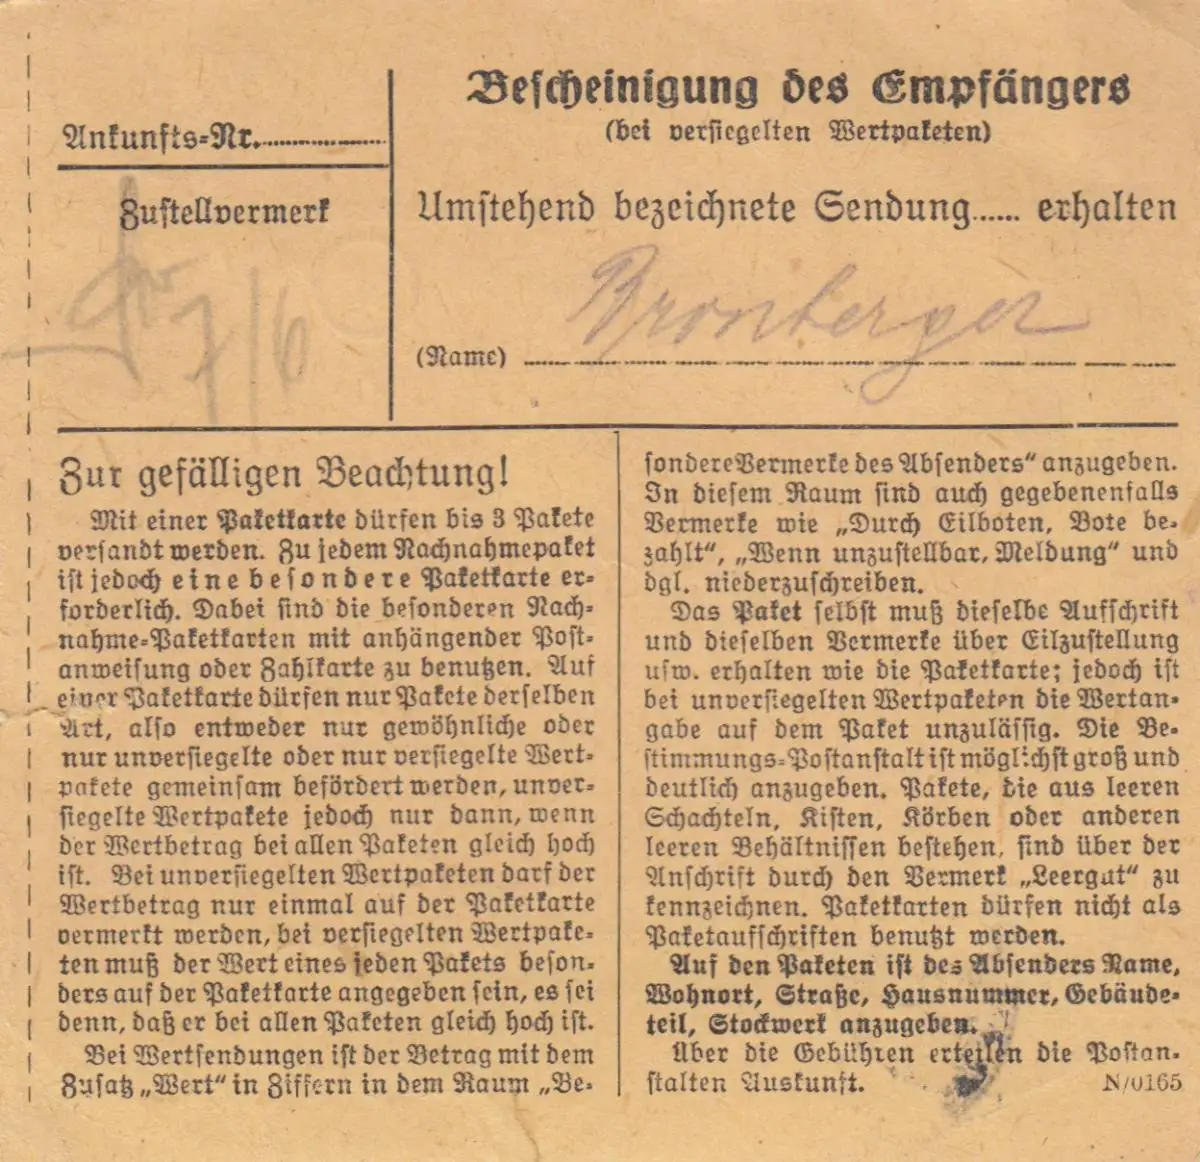 Ankunfts-Nr.
Zustellvermerk
7/6
Bescheinigung des Empfängers
(bei versiegelten Wertpaketen)
Umstehend bezeichnete Sendung...... erhalten
Bronberger
(Name)
Zur gefälligen Beachtung!
Mit einer Paketkarte dürfen bis 3 Pakete
versandt werden. Zu jedem Nachnahmepaket
ist jedoch eine besondere Paketkarte er-
forderlich. Dabei sind die besonderen Nach-
nahme-Paketkarten mit anhängender Post-
anweisung oder Zahlkarte zu benutzen. Auf
einer Paketkarte dürfen nur Pakete derselben
Art, also entweder nur gewöhnliche oder
nur unversiegelte oder nur versiegelte Wert-
pakete gemeinsam befördert werden, unver-
siegelte Wertpakete jedoch nur dann, wenn
der Wertbetrag bei allen Paketen gleich hoch
ist. Bei unversiegelten Wertpaketen darf der
Wertbetrag nur einmal auf der Paketkarte
vermerkt werden, bei versiegelten Wertpake-
ten muß der Wert eines jeden Pakets beson-
ders auf der Paketkarte angegeben sein, es sei
denn, daß er bei allen Paketen gleich hoch ist.
Bei Wertsendungen ist der Betrag mit dem
Zusatz „Wert" in Ziffern in dem Raum „Be-
sondere Vermerke des Absenders" anzugeben.
In diesem Raum sind auch gegebenenfalls
Vermerke wie „Durch Eilboten, Bote be-
zahlt", „Wenn unzustellbar, Meldung" und
dgl. niederzuschreiben.
Das Paket selbst muß dieselbe Aufschrift
und dieselben Vermerke über Eilzustellung
usw. erhalten wie die Paketkarte; jedoch ist
bei unversiegelten Wertpaketen die Wertan-
gabe auf dem Paket unzulässig. Die Be-
stimmungs-Postanstalt ist möglichst groß und
deutlich anzugeben. Pakete, die aus leeren
Schachteln, Kisten, Körben oder anderen
leeren Behältnissen bestehen, sind über der
Anschrift durch den Vermerk „Leergut" zu
kennzeichnen. Paketkarten dürfen nicht als
Paketaufschriften benutzt werden.
Auf den Paketen ist des Absenders Name,
Wohnort, Straße, Hausnummer, Gebäude-
teil, Stockwerk anzugeben.
Über die Gebühren erteilen die Postan-
stalten Auskunft.
N/0165